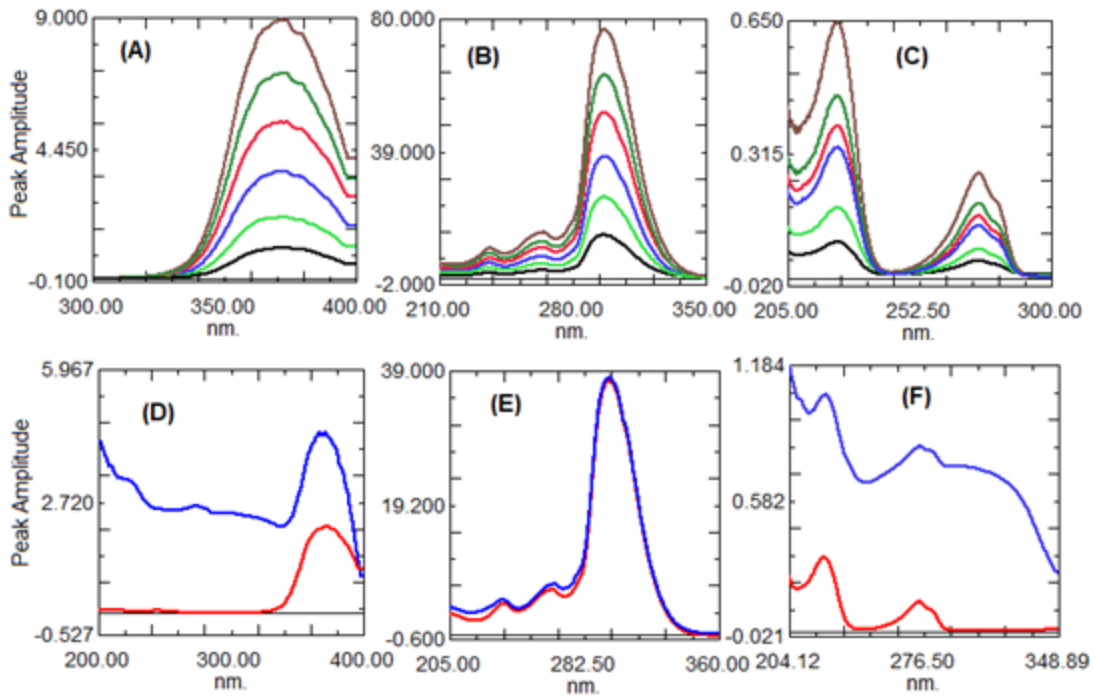 9.000
(A)
4.450
-0.100
300.00
350.00
400.00
nm.
Peak Amplitude
80.000
(B)
39.000
-2.000
210.00
280.00
350.00
nm.
0.650
(C)
0.315
-0.020
205.00
252.50
300.00
nm.
5.967
(D)
2.720
-0.527
200.00
300.00
400.00
nm.
Peak Amplitude
39.000
(E)
19.200
-0.600
205.00
282.50
360.00
nm.
1.184
(F)
0.582
-0.021
204.12
276.50
348.89
nm.